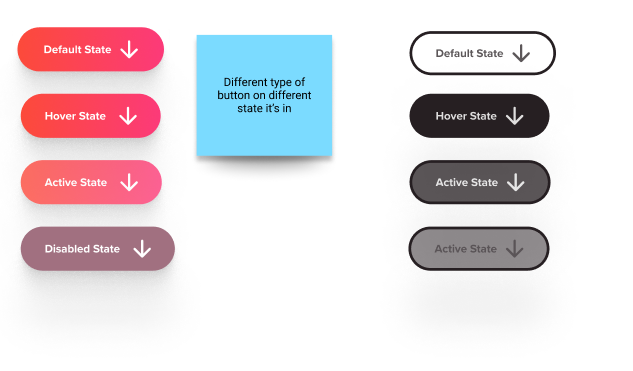 Default State
Hover State
Active State
Disabled State
Different type of
button on different
state it's in
Default State
Hover State
Active State
Active State